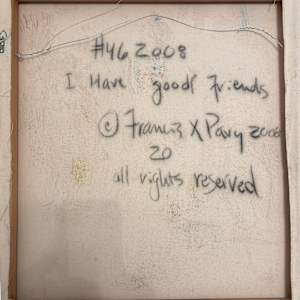 #46 2008
I Have good friends
© Francis X Pavy 2008
20
all rights reserved